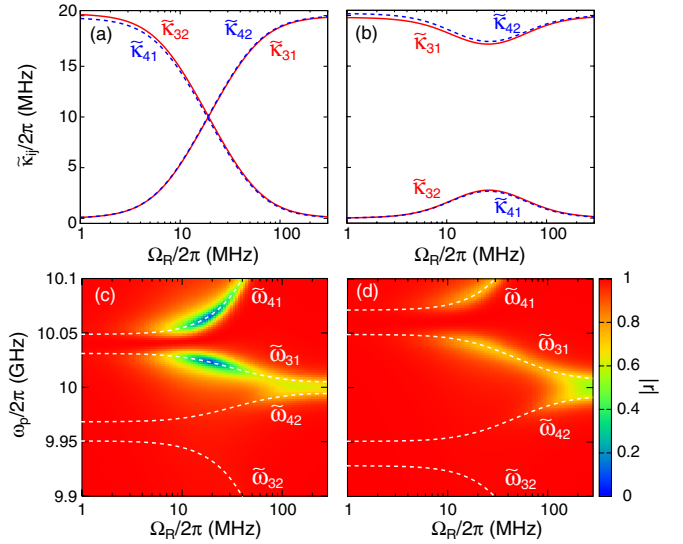 (a)
κ̃32
κ̃41
κ̃42
κ̃31
κ̃ij/2π (MHz)
20
15
10
5
0
1 10 100
ΩR/2π (MHz)
(b)
κ̃42
κ̃31
κ̃32
κ̃41
1 10 100
ΩR/2π (MHz)
(c)
ω̃41
ω̃31
ω̃42
ω̃32
ωp/2π (GHz)
10.1
10.05
10
9.95
9.9
1 10 100
ΩR/2π (MHz)
(d)
ω̃41
ω̃31
ω̃42
ω̃32
1 10 100
ΩR/2π (MHz)
1
0.8
0.6
0.4
0.2
0
|r|